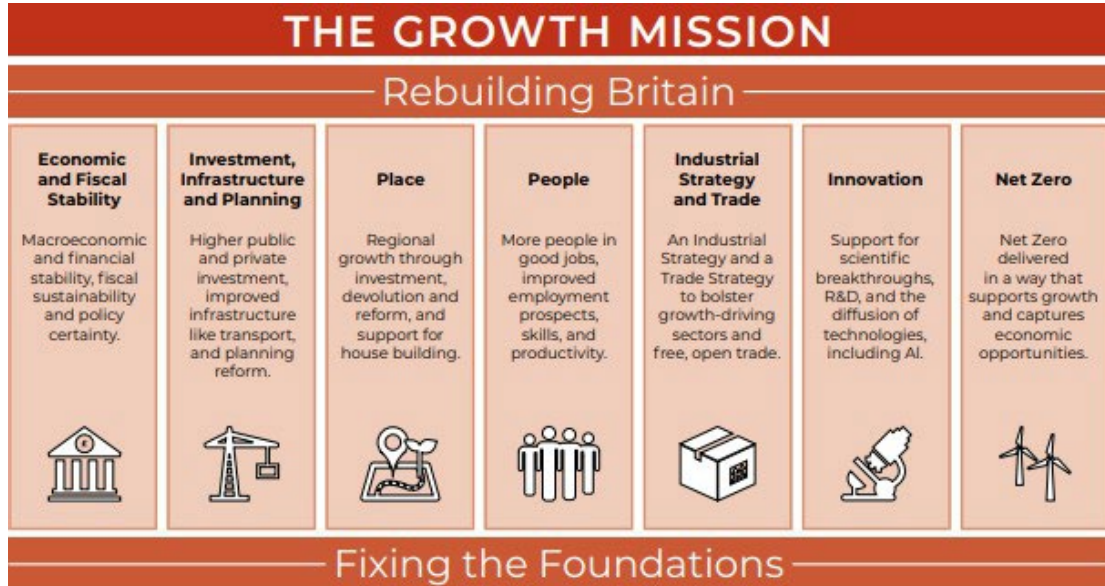 THE GROWTH MISSION
Rebuilding Britain
Economic
and Fiscal
Stability
Macroeconomic
and financial
stability, fiscal
sustainability
and policy
certainty.
Investment,
Infrastructure
and Planning
Higher public
and private
investment,
improved
infrastructure
like transport,
and planning
reform.
Place
Regional
growth through
investment,
devolution and
reform, and
support for
house building.
People
More people in
good jobs,
improved
employment
prospects,
skills, and
productivity.
Industrial
Strategy
and Trade
An Industrial
Strategy and a
Trade Strategy
to bolster
growth-driving
sectors and
free, open trade.
Innovation
Support for
scientific
breakthroughs,
R&D, and the
diffusion of
technologies,
including AI.
Net Zero
Net Zero
delivered
in a way that
supports growth
and captures
economic
opportunities.
Fixing the Foundations